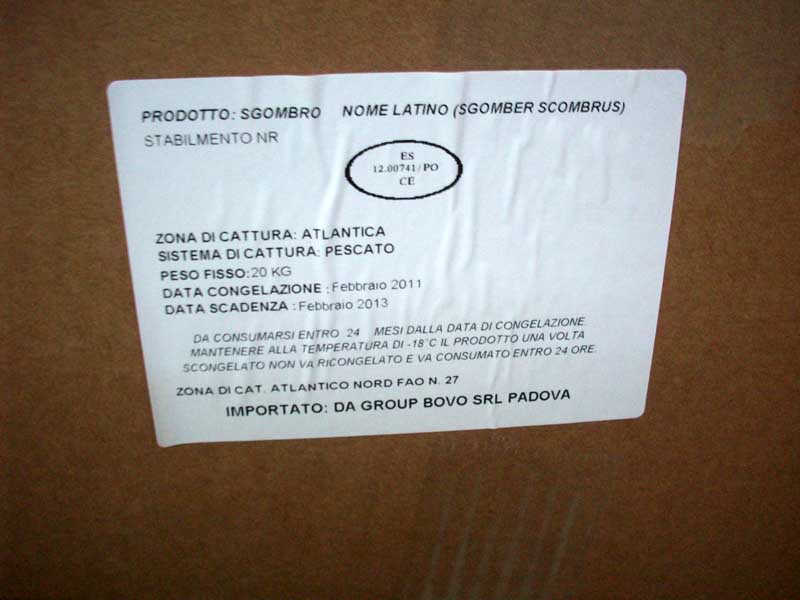 PRODOTTO: SGOMBRO NOME LATINO (SGOMBER SCOMBRUS)
STABILMENTO NR
ES
12.00741/PO
CE
ZONA DI CATTURA: ATLANTICA
SISTEMA DI CATTURA: PESCATO
PESO FISSO:20 KG
DATA CONGELAZIONE : Febbraio 2011
DATA SCADENZA : Febbraio 2013
DA CONSUMARSI ENTRO 24 MESI DALLA DATA DI CONGELAZIONE.
MANTENERE ALLA TEMPERATURA DI -18°C IL PRODOTTO UNA VOLTA
SCONGELATO NON VA RICONGELATO E VA CONSUMATO ENTRO 24 ORE.
ZONA DI CAT. ATLANTICO NORD FAO N. 27
IMPORTATO: DA GROUP BOVO SRL PADOVA